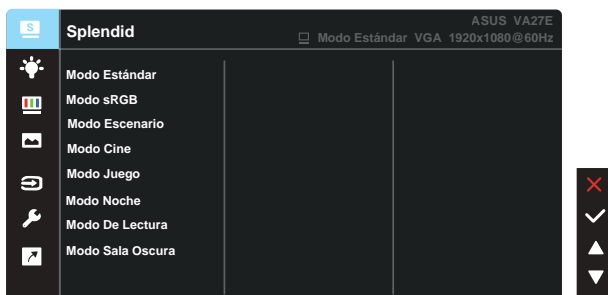 S
Splendid
ASUS VA27E
Modo Estándar VGA 1920x1080@60Hz
Modo Estándar
Modo sRGB
Modo Escenario
Modo Cine
Modo Juego
Modo Noche
Modo De Lectura
Modo Sala Oscura